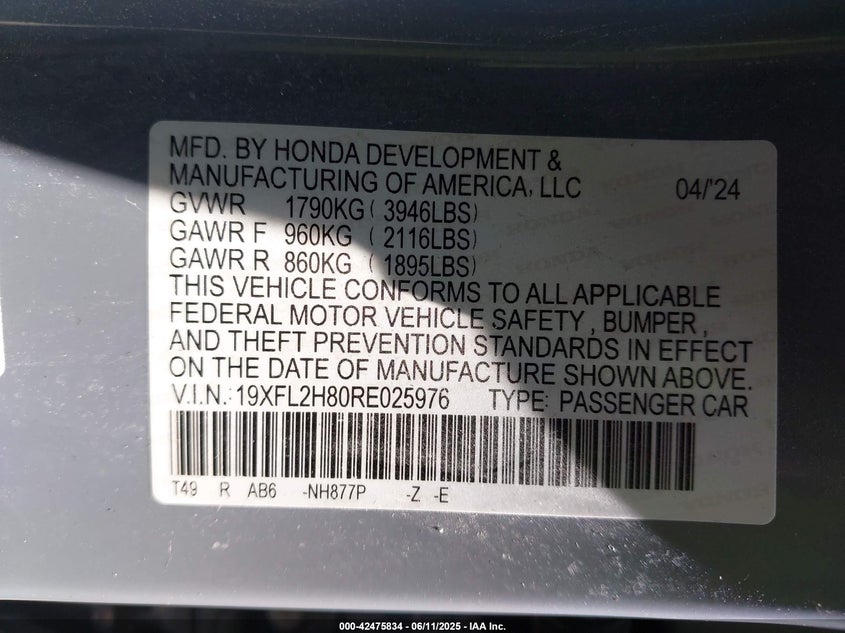 MFD. BY HONDA DEVELOPMENT &
MANUFACTURING OF AMERICA, LLC 04/'24
GVWR 1790KG ( 3946LBS)
GAWR F 960KG ( 2116LBS)
GAWR R 860KG ( 1895LBS)
THIS VEHICLE CONFORMS TO ALL APPLICABLE
FEDERAL MOTOR VEHICLE SAFETY , BUMPER ,
AND THEFT PREVENTION STANDARDS IN EFFECT
ON THE DATE OF MANUFACTURE SHOWN ABOVE.
V.I.N.: 19XFL2H80RE025976 TYPE: PASSENGER CAR
T49 R AB6 -NH877P -Z -E
000-42475834 - 06/11/2025 - IAA Inc.